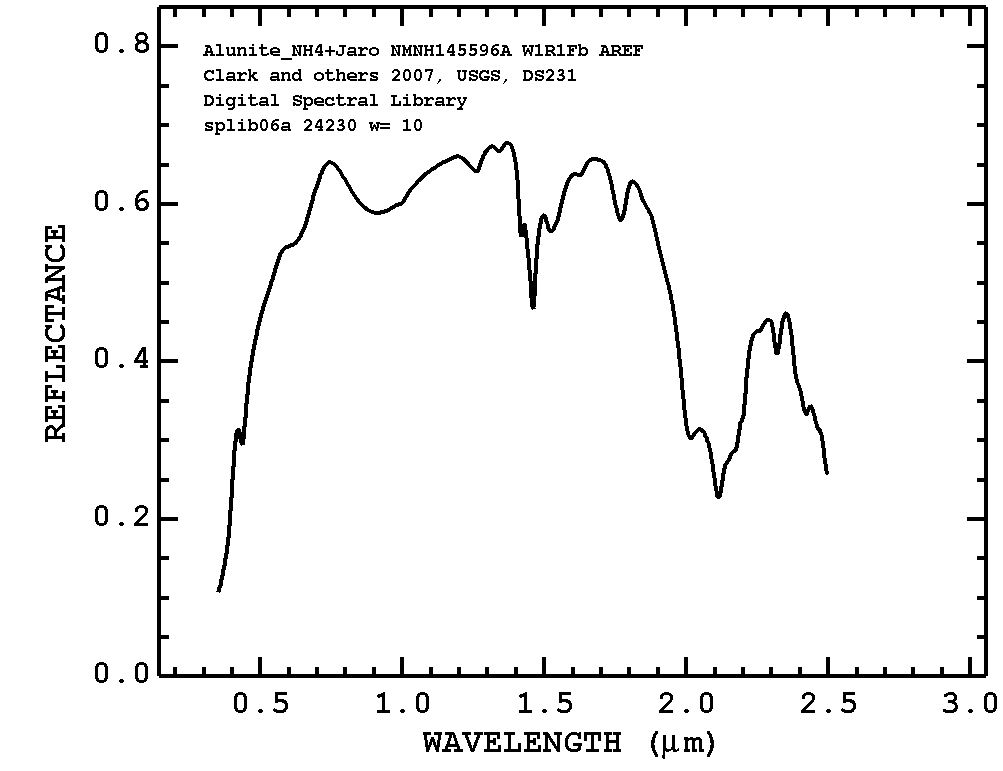 Alunite_NH4+Jaro NMNH145596A W1R1Fb AREF
Clark and others 2007, USGS, DS231
Digital Spectral Library
splib06a 24230 w= 10
0.8
0.6
0.4
0.2
0.0
REFLECTANCE
0.5 1.0 1.5 2.0 2.5 3.0
WAVELENGTH (μm)